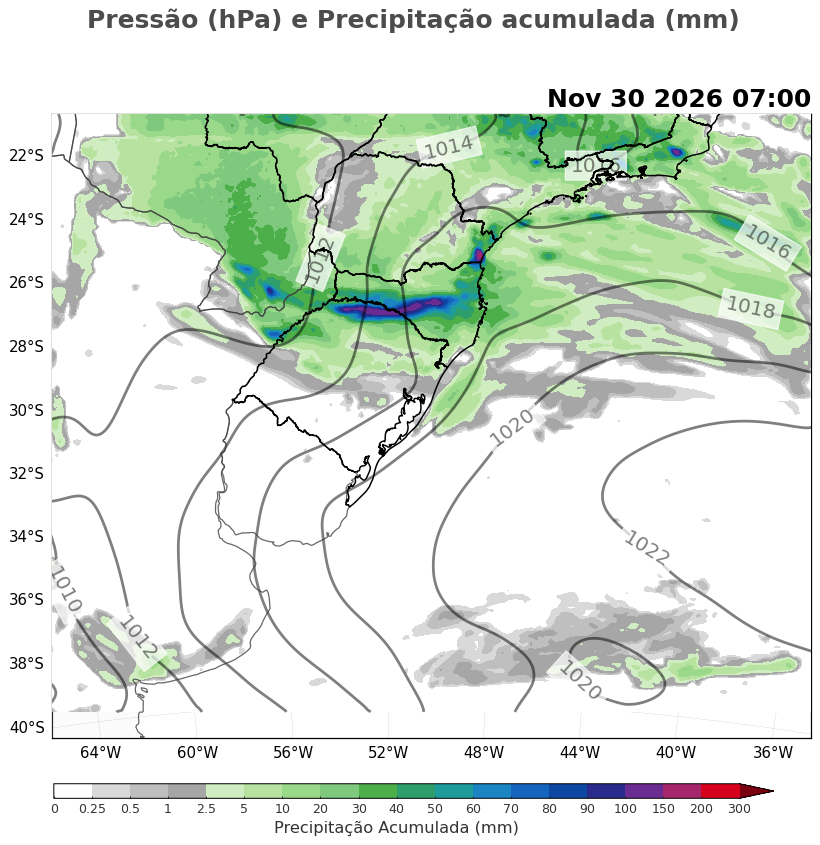 Pressão (hPa) e Precipitação acumulada (mm)
Nov 30 2026 07:00
22°S
24°S
26°S
28°S
30°S
32°S
34°S
36°S
38°S
40°S
1014
1012
1016
1018
1020
1022
1010
1012
1020
64°W 60°W 56°W 52°W 48°W 44°W 40°W 36°W
0 0.25 0.5 1 2.5 5 10 20 30 40 50 60 70 80 90 100 150 200 300
Precipitação Acumulada (mm)